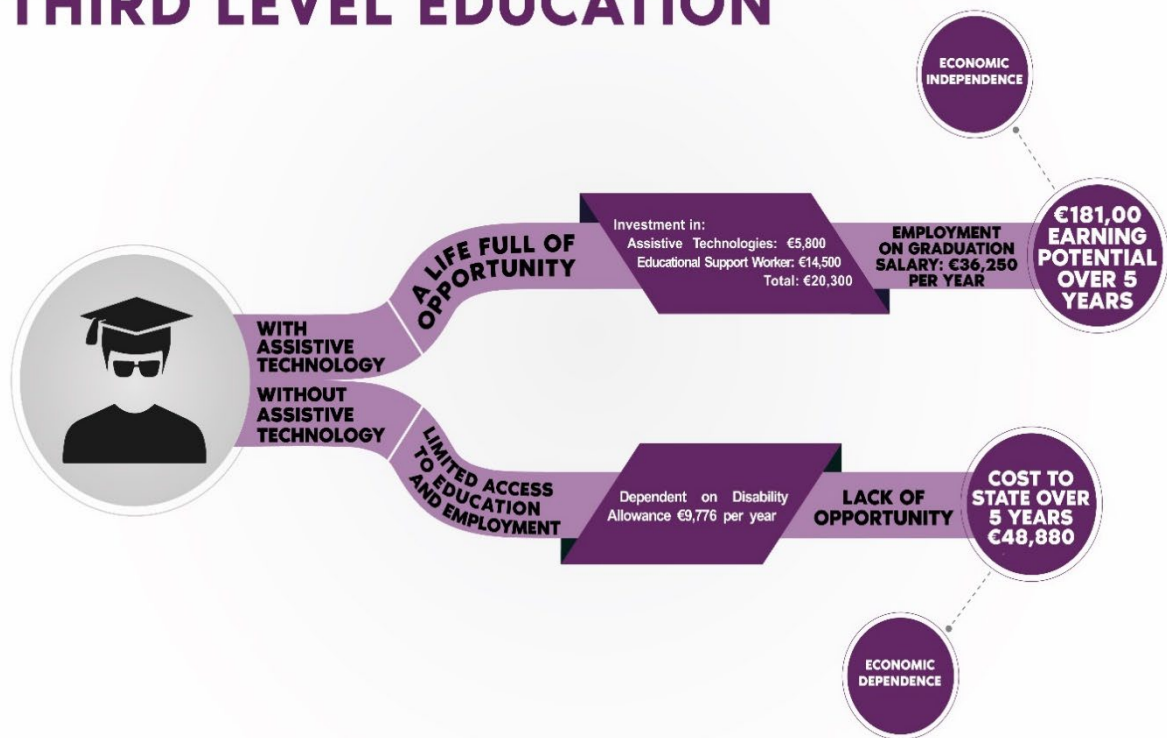 THIRD LEVEL EDUCATION
ECONOMIC
INDEPENDENCE
WITH
ASSISTIVE
TECHNOLOGY
A LIFE FULL OF
OPPORTUNITY
Investment in:
Assistive Technologies: €5,800
Educational Support Worker: €14,500
Total: €20,300
EMPLOYMENT
ON GRADUATION
SALARY: €36,250
PER YEAR
€181,00
EARNING
POTENTIAL
OVER 5
YEARS
WITHOUT
ASSISTIVE
TECHNOLOGY
LIMITED ACCESS
TO EDUCATION
AND EMPLOYMENT
Dependent on Disability
Allowance €9,776 per year
LACK OF
OPPORTUNITY
COST TO
STATE OVER
5 YEARS
€48,880
ECONOMIC
DEPENDENCE